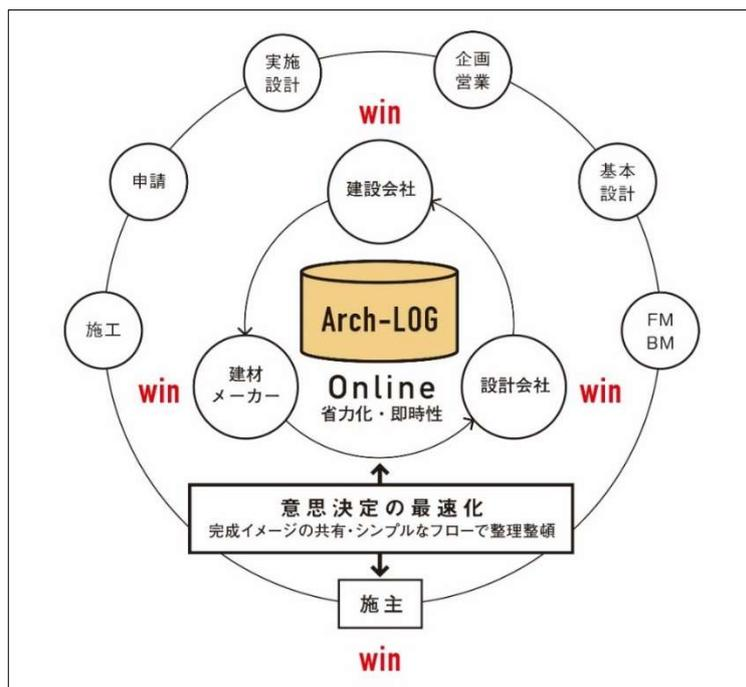 実施
設計
企画
営業
win
申請
建設会社
基本
設計
Arch-LOG
施工
FM
BM
win
建材
メーカー
Online
省力化・即時性
設計会社
win
意思決定の最速化
完成イメージの共有・シンプルなフローで整理整頓
施主
win